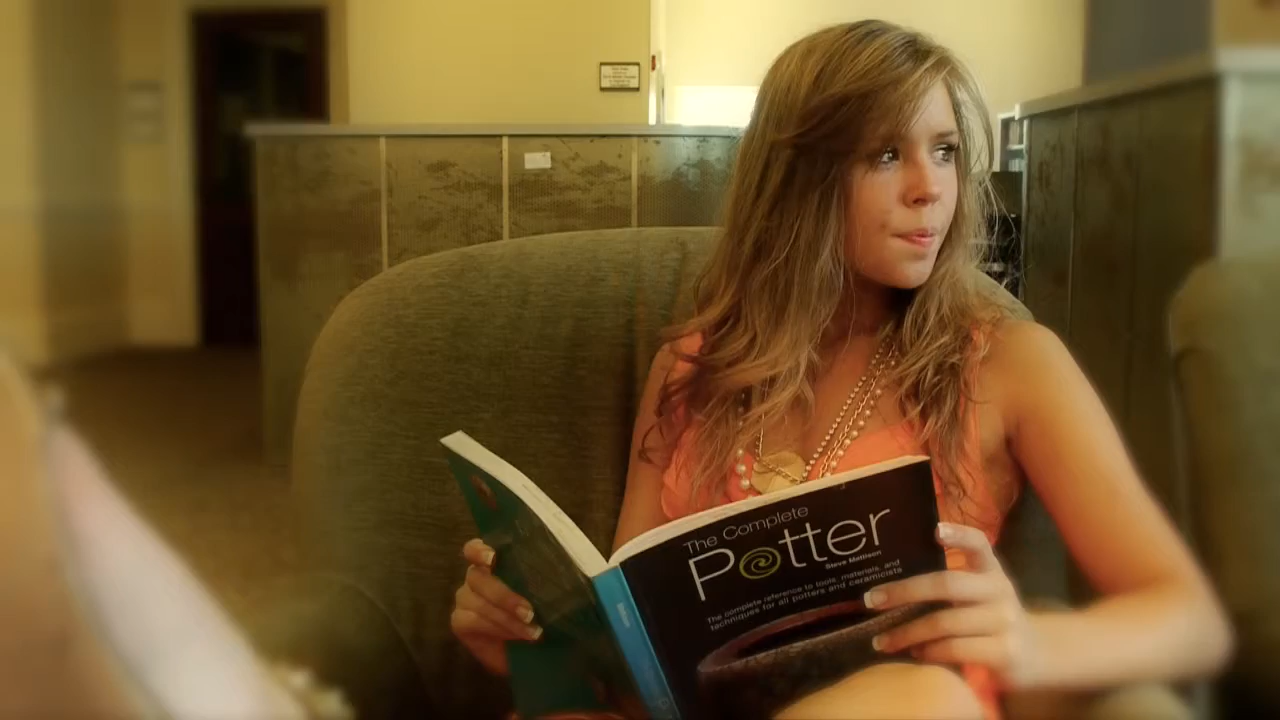 The Complete
Potter
Steve Mattison
The complete reference to tools, materials, and
techniques for all potters and ceramicists